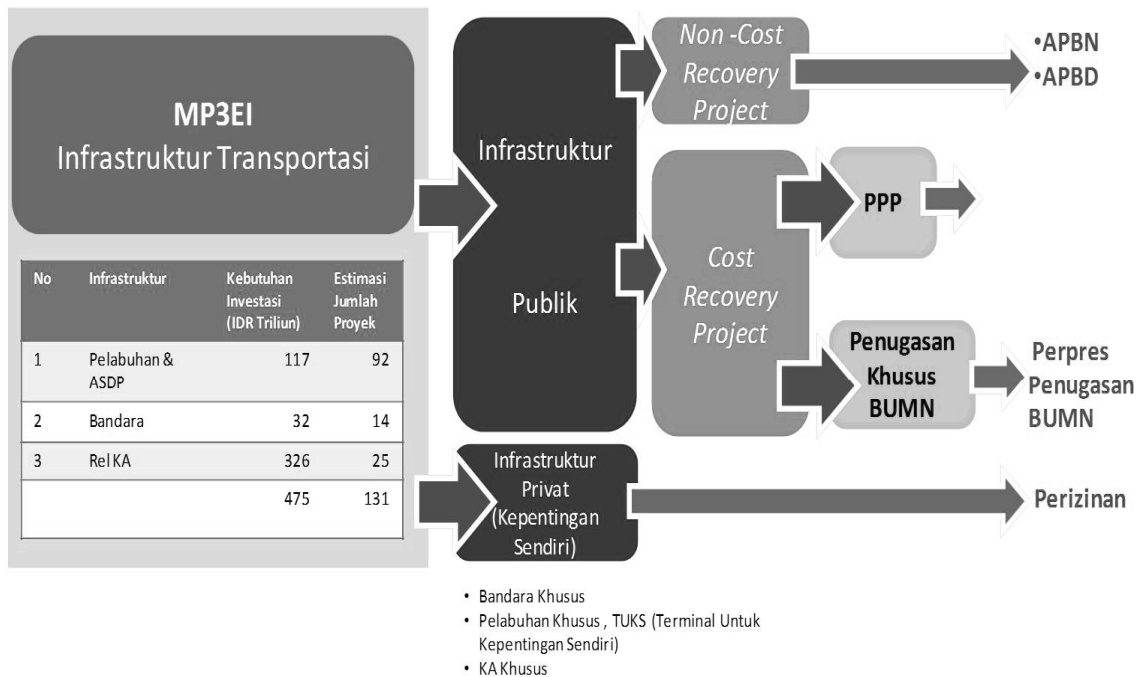 MP3EI
Infrastruktur Transportasi
No Infrastruktur Kebutuhan Investasi (IDR Triliun) Estimasi Jumlah Proyek
1 Pelabuhan & ASDP 117 92
2 Bandara 32 14
3 Rel KA 326 25
475 131
Infrastruktur
Publik
Non -Cost
Recovery
Project
•APBN
•APBD
Cost
Recovery
Project
PPP
Penugasan
Khusus
BUMN
Perpres
Penugasan
BUMN
Infrastruktur
Privat
(Kepentingan
Sendiri)
Perizinan
• Bandara Khusus
• Pelabuhan Khusus , TUKS (Terminal Untuk
Kepentingan Sendiri)
• KA Khusus